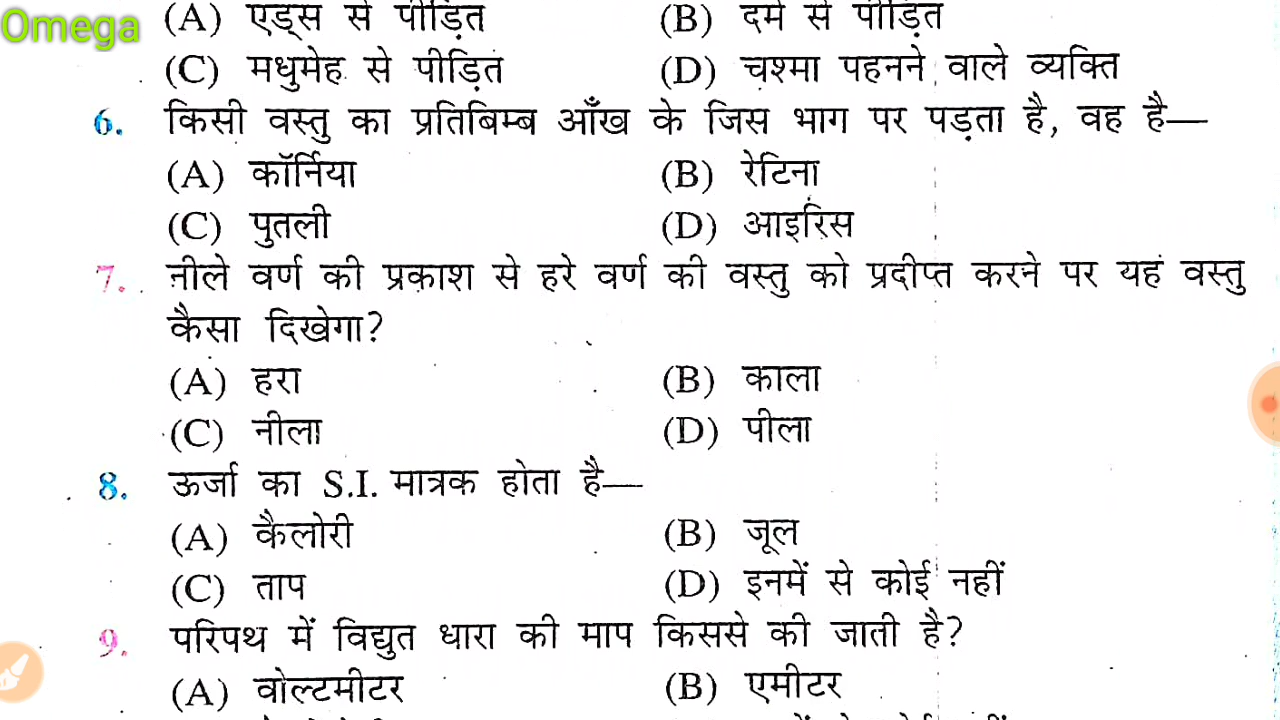 Omega
(A) एड्स से पीड़ित (B) दमे से पीड़ित
(C) मधुमेह से पीड़ित (D) चश्मा पहनने वाले व्यक्ति
6. किसी वस्तु का प्रतिबिम्ब आँख के जिस भाग पर पड़ता है, वह है—
(A) कॉर्निया (B) रेटिना
(C) पुतली (D) आइरिस
7. नीले वर्ण की प्रकाश से हरे वर्ण की वस्तु को प्रदीप्त करने पर यह वस्तु
कैसा दिखेगा?
(A) हरा (B) काला
(C) नीला (D) पीला
8. ऊर्जा का S.I. मात्रक होता है—
(A) कैलोरी (B) जूल
(C) ताप (D) इनमें से कोई नहीं
9. परिपथ में विद्युत धारा की माप किससे की जाती है?
(A) वोल्टमीटर (B) एमीटर